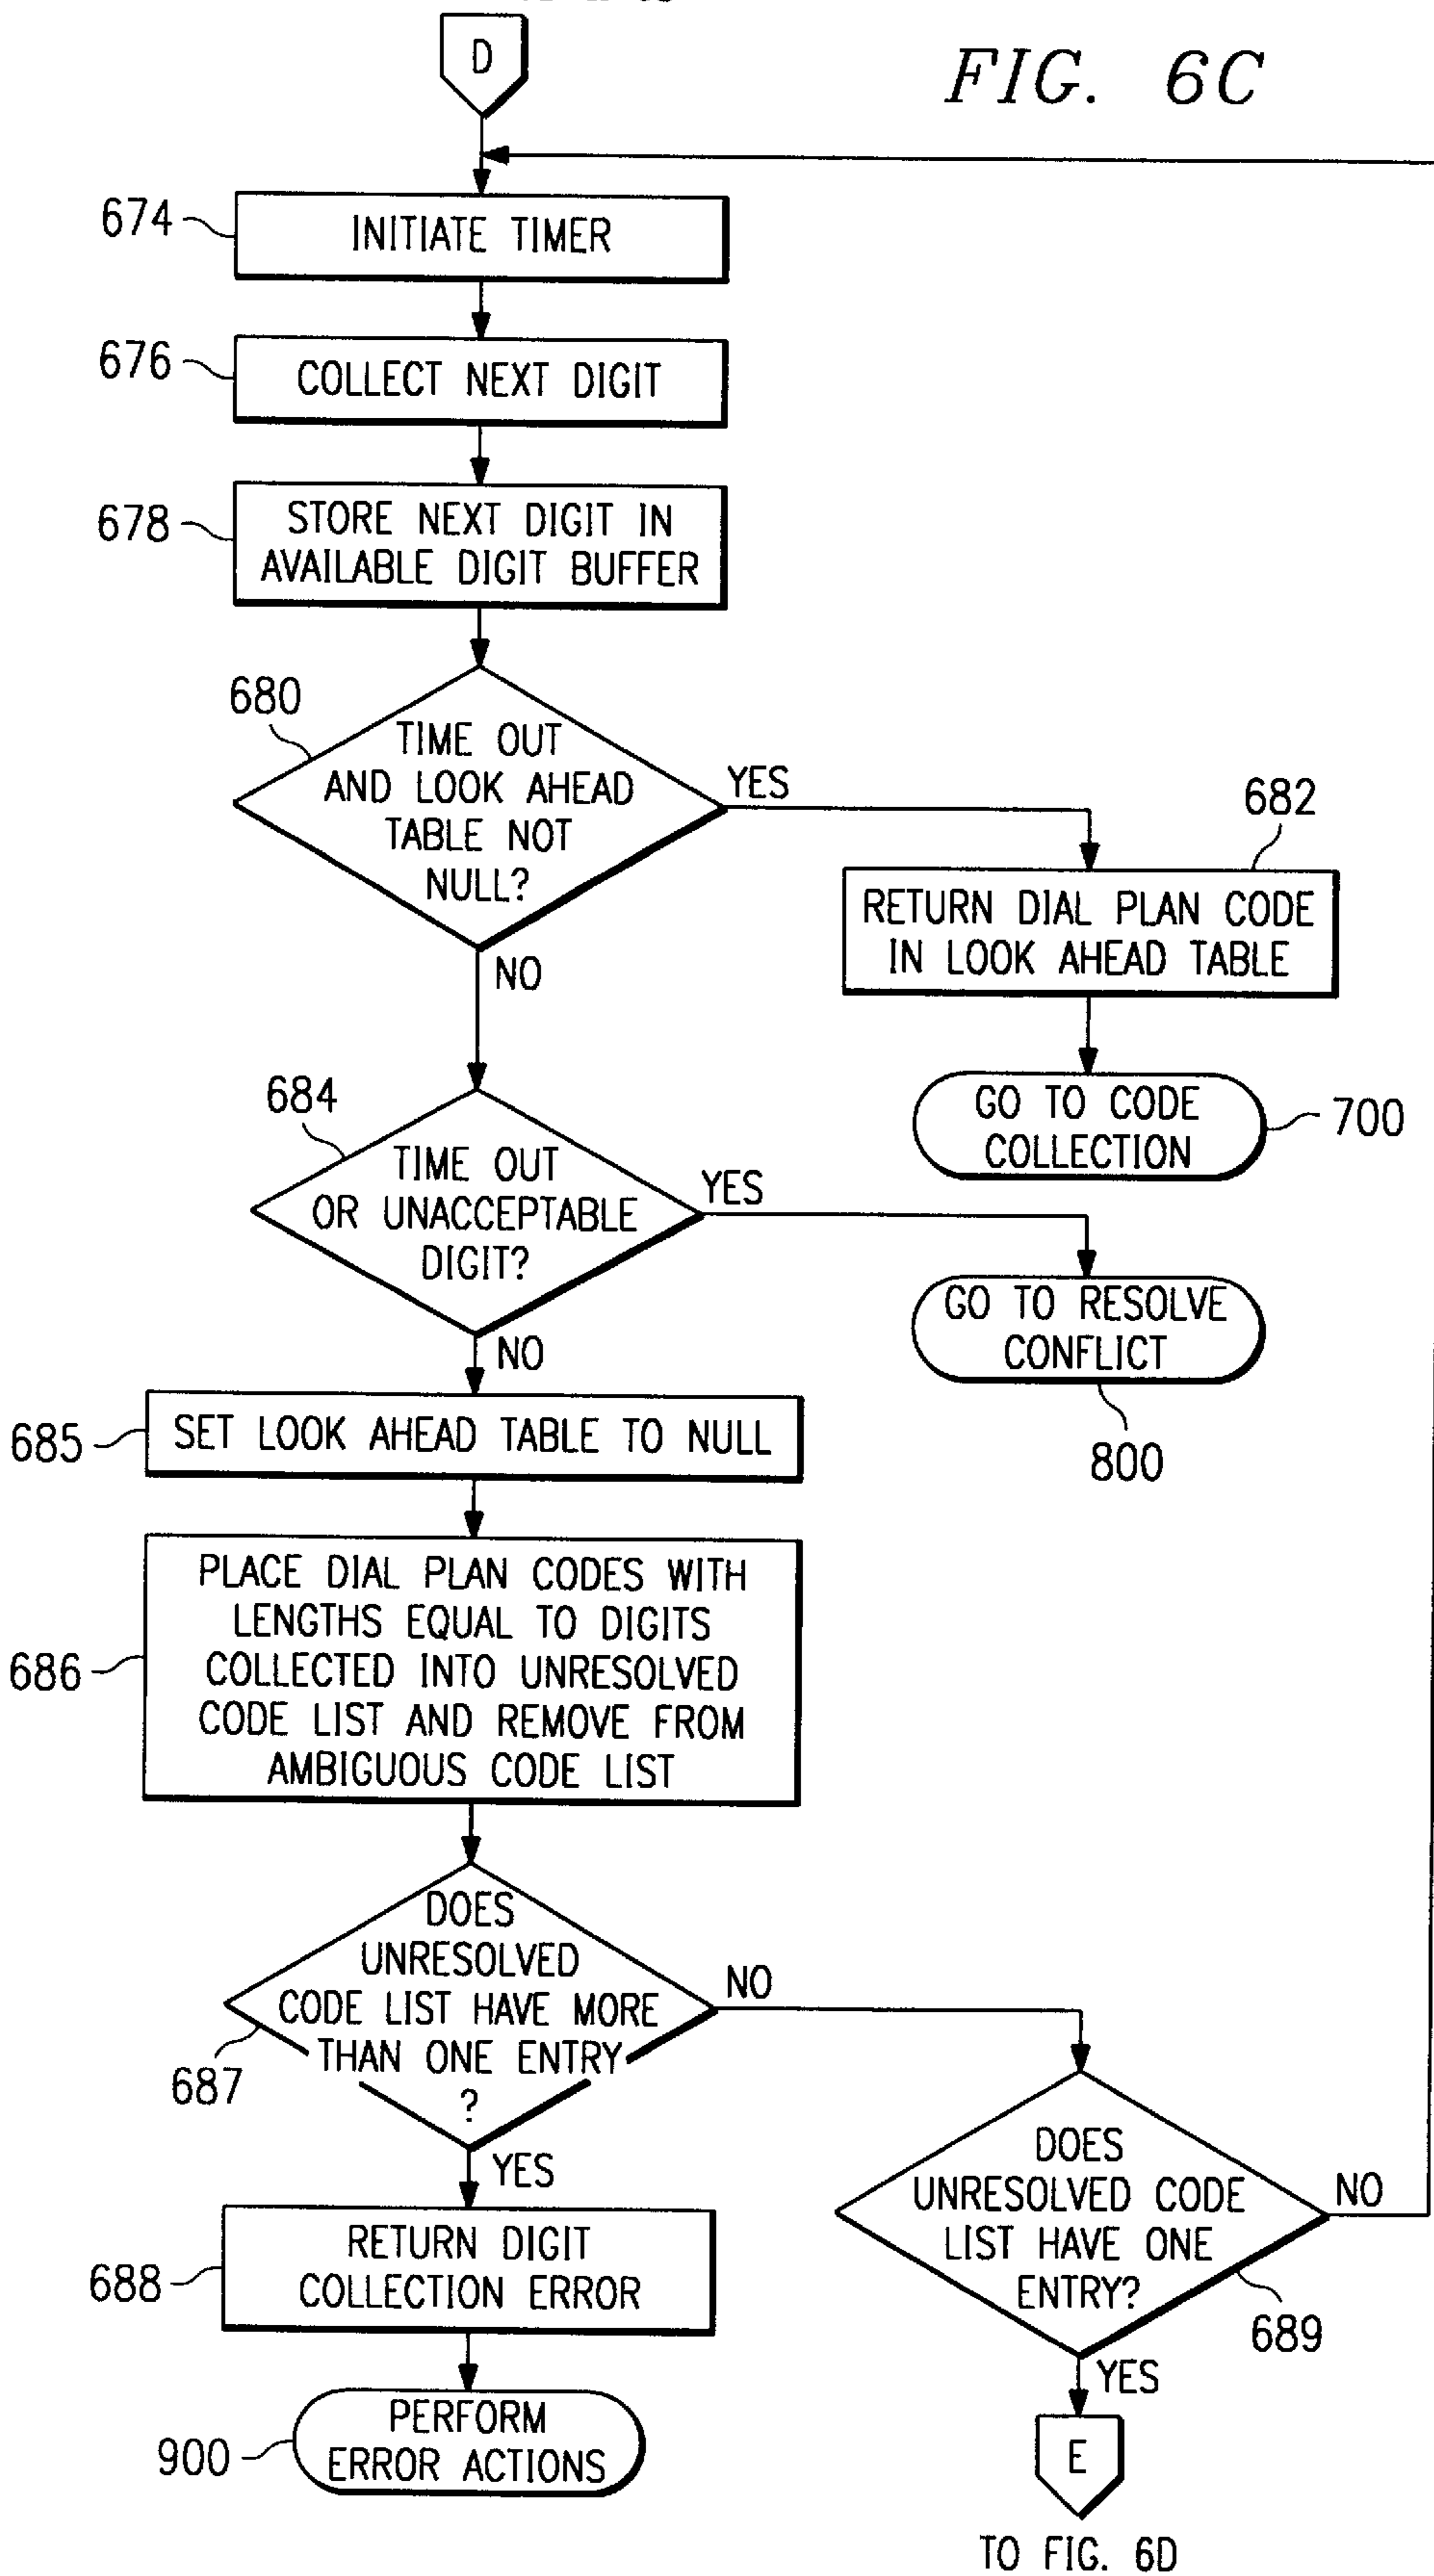 D
FIG. 6C
674
INITIATE TIMER
676
COLLECT NEXT DIGIT
678
STORE NEXT DIGIT IN
AVAILABLE DIGIT BUFFER
680
TIME OUT
AND LOOK AHEAD
TABLE NOT
NULL?
YES
NO
682
RETURN DIAL PLAN CODE
IN LOOK AHEAD TABLE
GO TO CODE
COLLECTION
700
684
TIME OUT
OR UNACCEPTABLE
DIGIT?
YES
NO
GO TO RESOLVE
CONFLICT
800
685
SET LOOK AHEAD TABLE TO NULL
686
PLACE DIAL PLAN CODES WITH
LENGTHS EQUAL TO DIGITS
COLLECTED INTO UNRESOLVED
CODE LIST AND REMOVE FROM
AMBIGUOUS CODE LIST
DOES
UNRESOLVED
CODE LIST HAVE MORE
THAN ONE ENTRY
?
687
NO
YES
688
RETURN DIGIT
COLLECTION ERROR
900
PERFORM
ERROR ACTIONS
DOES
UNRESOLVED CODE
LIST HAVE ONE
ENTRY?
NO
689
YES
E
TO FIG. 6D